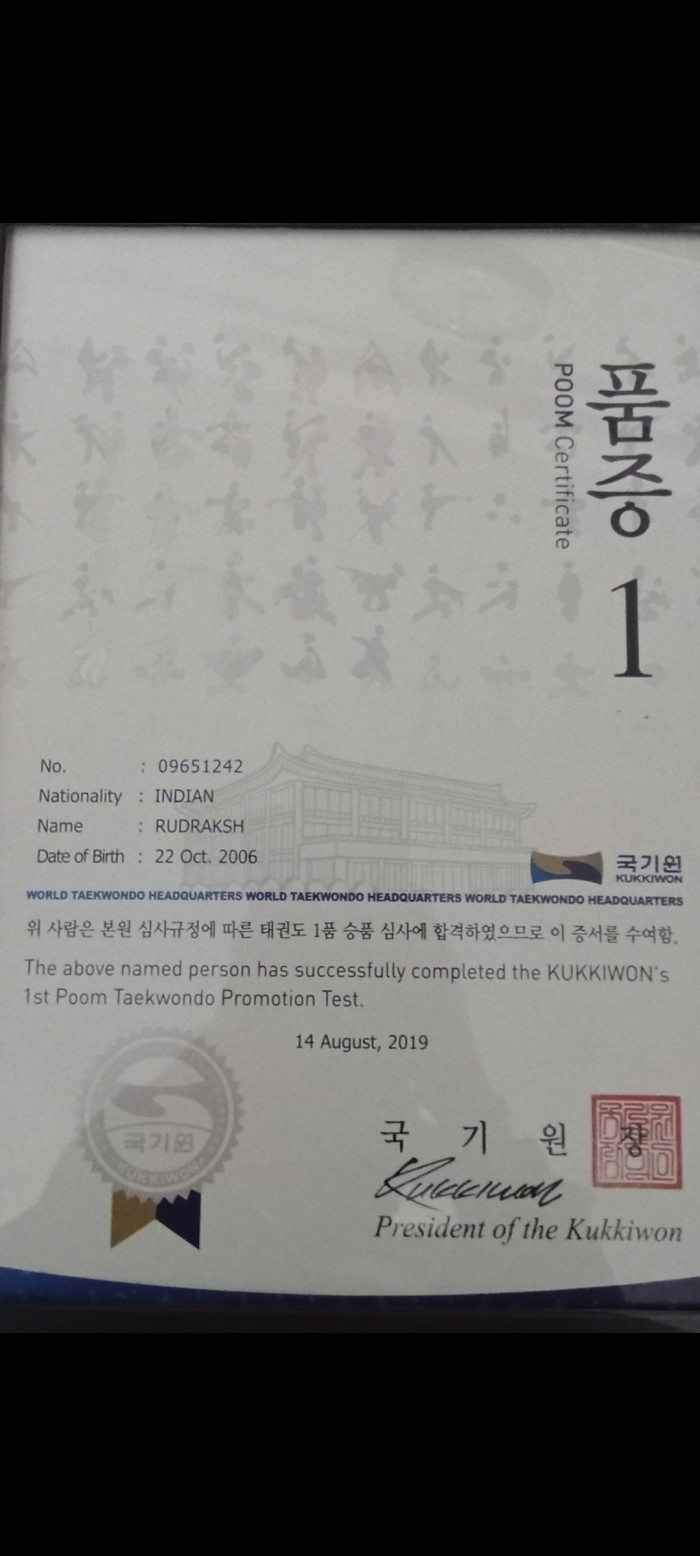 품증 1
POOM Certificate
No. : 09651242
Nationality : INDIAN
Name : RUDRAKSH
Date of Birth : 22 Oct. 2006
국기원
KUKKIWON
WORLD TAEKWONDO HEADQUARTERS WORLD TAEKWONDO HEADQUARTERS WORLD TAEKWONDO HEADQUARTERS
위 사람은 본원 심사규정에 따른 태권도 1품 승품 심사에 합격하였으므로 이 증서를 수여함.
The above named person has successfully completed the KUKKIWON's
1st Poom Taekwondo Promotion Test.
14 August, 2019
국기원
KUKKIWON
국 기 원 장
Kukkiwon
President of the Kukkiwon